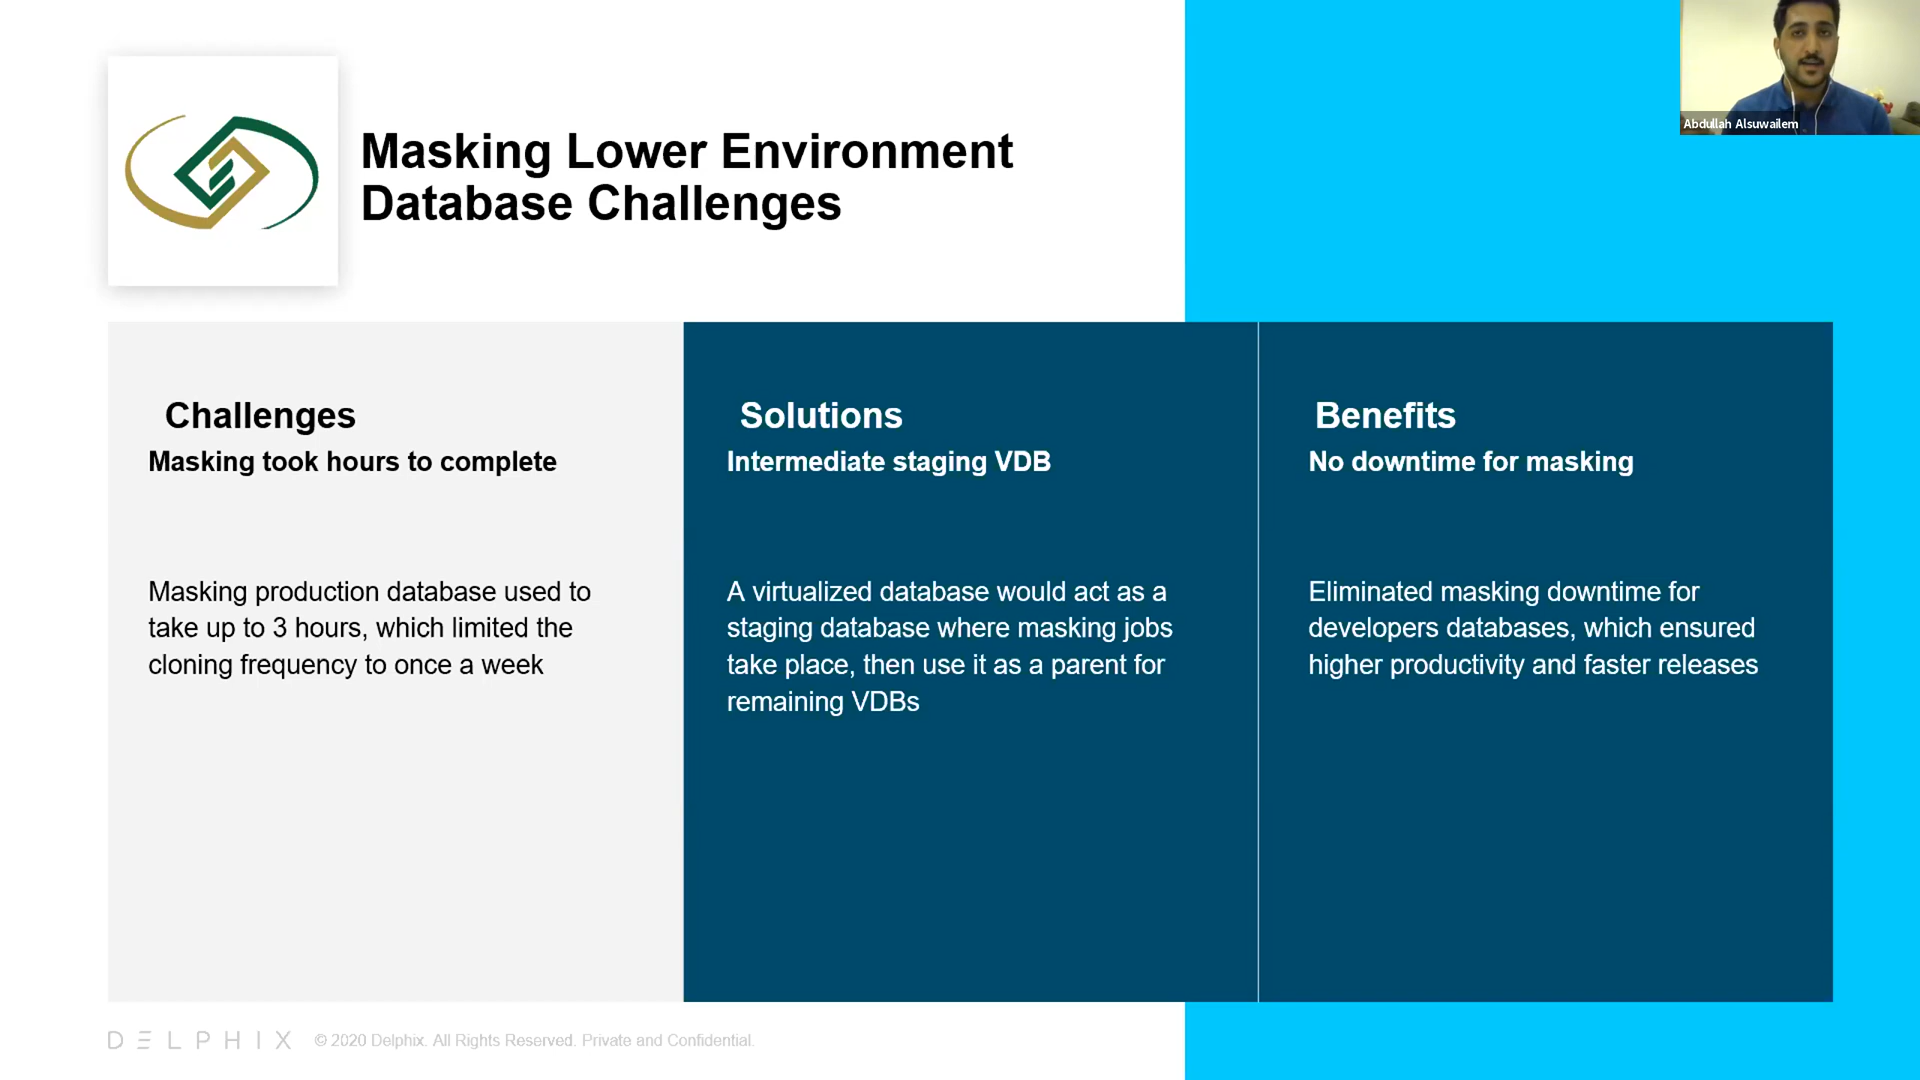 Abdullah Alsuwailem
Masking Lower Environment
Database Challenges
Challenges
Masking took hours to complete
Masking production database used to
take up to 3 hours, which limited the
cloning frequency to once a week
Solutions
Intermediate staging VDB
A virtualized database would act as a
staging database where masking jobs
take place, then use it as a parent for
remaining VDBs
Benefits
No downtime for masking
Eliminated masking downtime for
developers databases, which ensured
higher productivity and faster releases
DELPHIX © 2020 Delphix. All Rights Reserved. Private and Confidential.